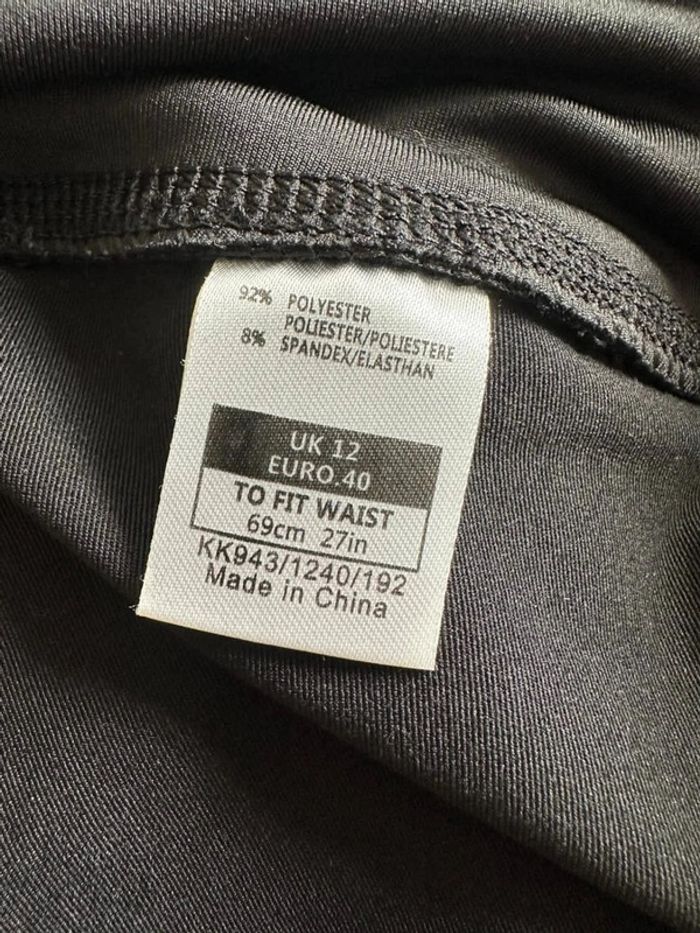 92% POLYESTER
POLIESTER/POLIESTERE
8% SPANDEX/ELASTHAN
UK 12
EURO.40
TO FIT WAIST
69cm 27in
KK943/1240/192
Made in China